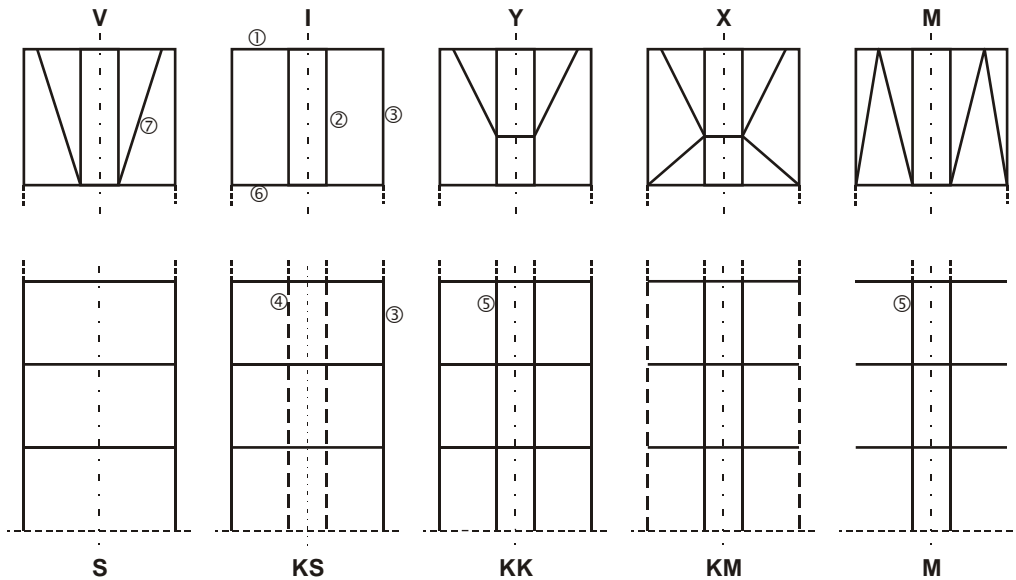 V I Y X M
①
② ③
⑦
⑥
④ ⑤ ⑤
③
S KS KK KM M